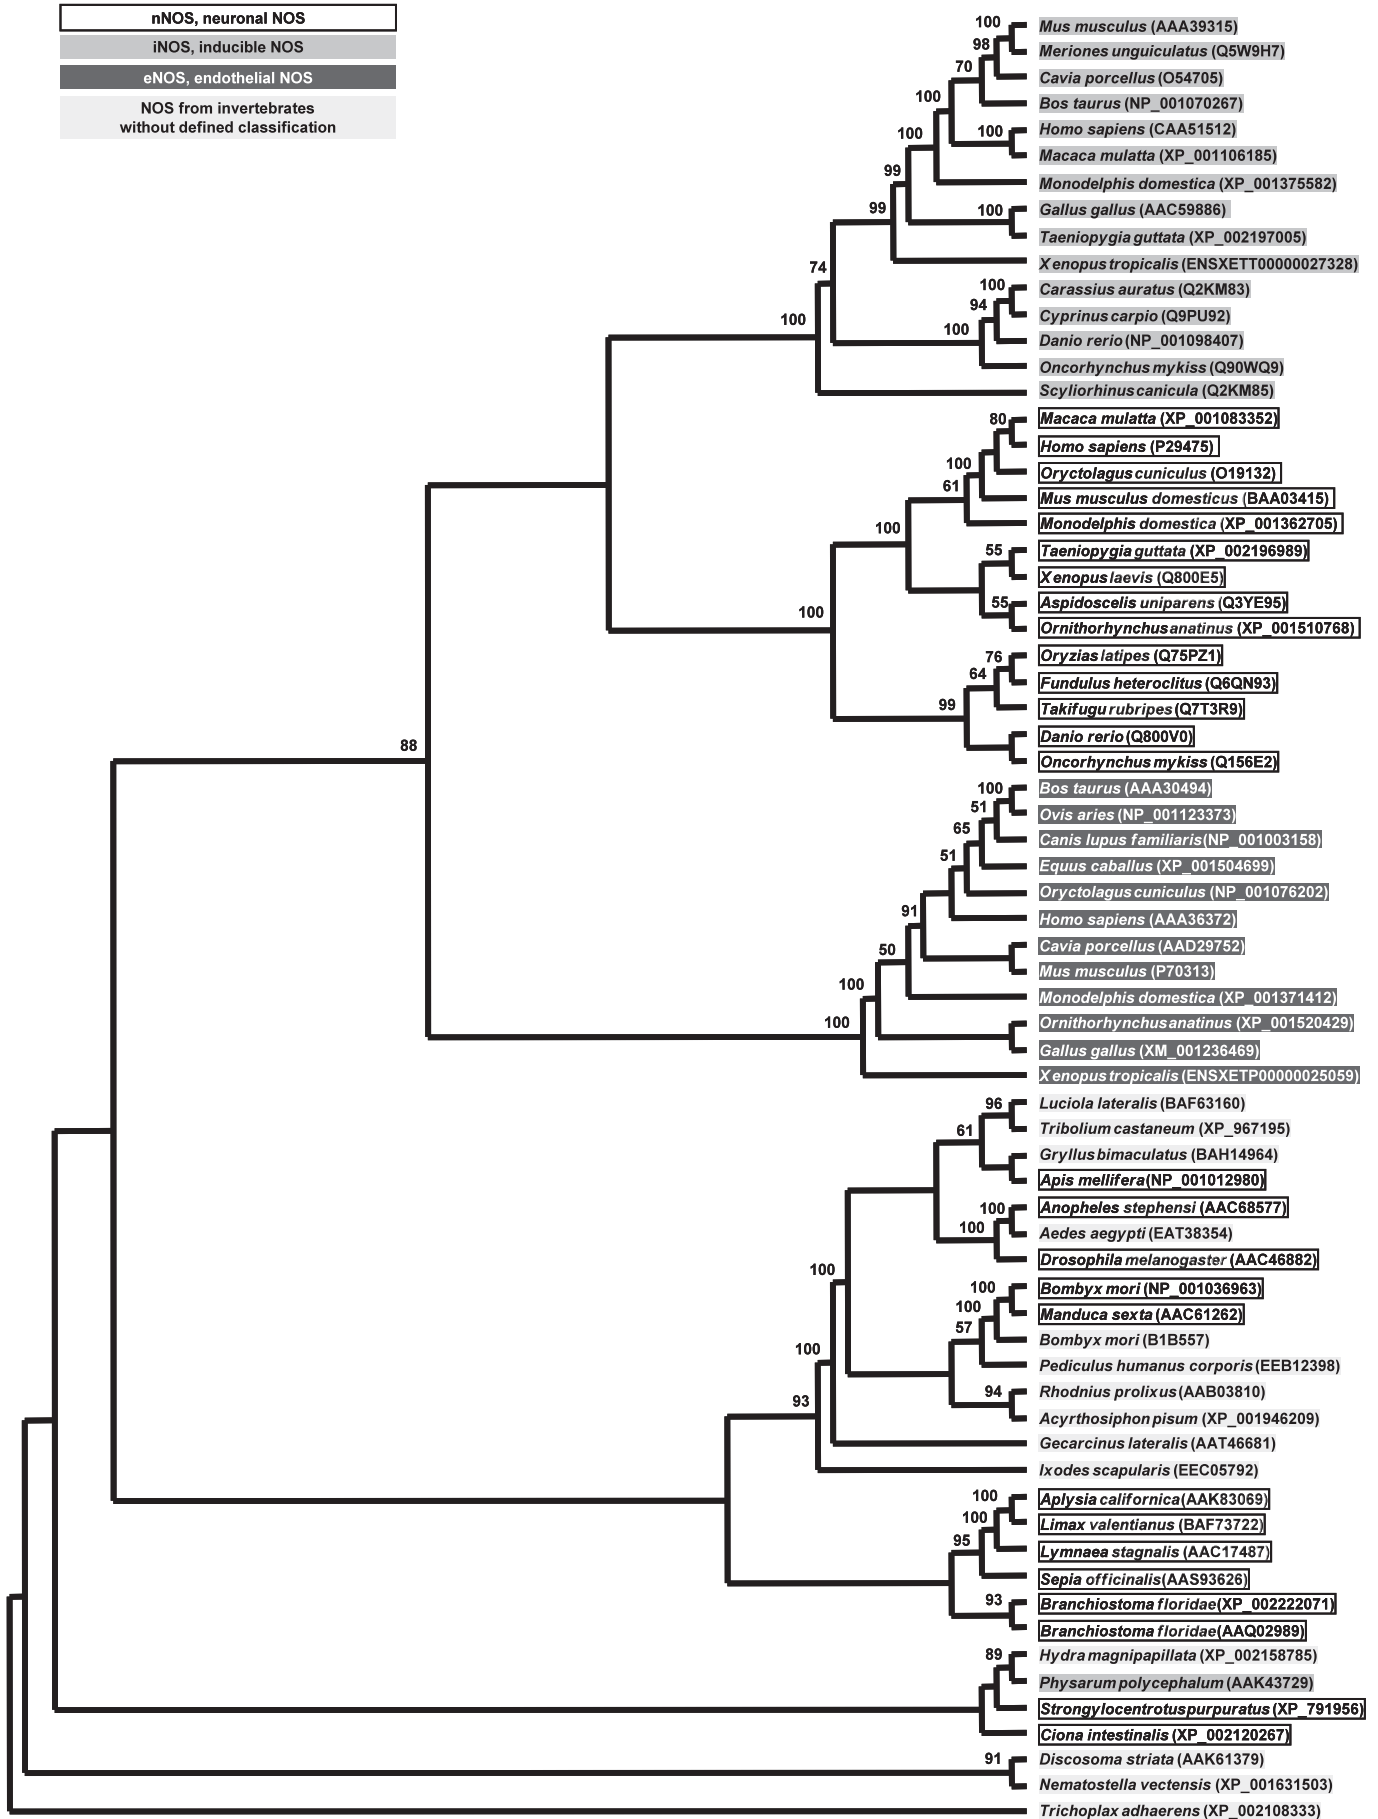 nNOS, neuronal NOS
iNOS, inducible NOS
eNOS, endothelial NOS
NOS from invertebrates
without defined classification
100
Mus musculus (AAA39315)
98
Meriones unguiculatus (Q5W9H7)
70
Cavia porcellus (O54705)
100
Bos taurus (NP_001070267)
100
100
Homo sapiens (CAA51512)
Macaca mulatta (XP_001106185)
99
Monodelphis domestica (XP_001375582)
99
100
Gallus gallus (AAC59886)
Taeniopygia guttata (XP_002197005)
74
Xenopus tropicalis (ENSXETT00000027328)
100
Carassius auratus (Q2KM83)
94
100
Cyprinus carpio (Q9PU92)
100
Danio rerio (NP_001098407)
Oncorhynchus mykiss (Q90WQ9)
Scyliorhinus canicula (Q2KM85)
80
Macaca mulatta (XP_001083352)
Homo sapiens (P29475)
100
Oryctolagus cuniculus (O19132)
61
Mus musculus domesticus (BAA03415)
100
Monodelphis domestica (XP_001362705)
55
Taeniopygia guttata (XP_002196989)
Xenopus laevis (Q800E5)
100
55
Aspidoscelis uniparens (Q3YE95)
Ornithorhynchus anatinus (XP_001510768)
76
Oryzias latipes (Q75PZ1)
64
Fundulus heteroclitus (Q6QN93)
99
Takifugu rubripes (Q7T3R9)
88
Danio rerio (Q800V0)
Oncorhynchus mykiss (Q156E2)
100
Bos taurus (AAA30494)
51
Ovis aries (NP_001123373)
65
Canis lupus familiaris (NP_001003158)
51
Equus caballus (XP_001504699)
Oryctolagus cuniculus (NP_001076202)
91
Homo sapiens (AAA36372)
50
Cavia porcellus (AAD29752)
Mus musculus (P70313)
100
Monodelphis domestica (XP_001371412)
100
Ornithorhynchus anatinus (XP_001520429)
Gallus gallus (XM_001236469)
Xenopus tropicalis (ENSXETP00000025059)
96
Luciola lateralis (BAF63160)
61
Tribolium castaneum (XP_967195)
Gryllus bimaculatus (BAH14964)
Apis mellifera (NP_001012980)
100
Anopheles stephensi (AAC68577)
100
Aedes aegypti (EAT38354)
Drosophila melanogaster (AAC46882)
100
100
Bombyx mori (NP_001036963)
100
Manduca sexta (AAC61262)
57
Bombyx mori (B1B557)
100
Pediculus humanus corporis (EEB12398)
93
94
Rhodnius prolixus (AAB03810)
Acyrthosiphon pisum (XP_001946209)
Gecarcinus lateralis (AAT46681)
Ixodes scapularis (EEC05792)
100
Aplysia californica (AAK83069)
100
Limax valentianus (BAF73722)
95
Lymnaea stagnalis (AAC17487)
Sepia officinalis (AAS93626)
93
Branchiostoma floridae (XP_002222071)
Branchiostoma floridae (AAQ02989)
89
Hydra magnipapillata (XP_002158785)
Physarum polycephalum (AAK43729)
Strongylocentrotus purpuratus (XP_791956)
Ciona intestinalis (XP_002120267)
91
Discosoma striata (AAK61379)
Nematostella vectensis (XP_001631503)
Trichoplax adhaerens (XP_002108333)